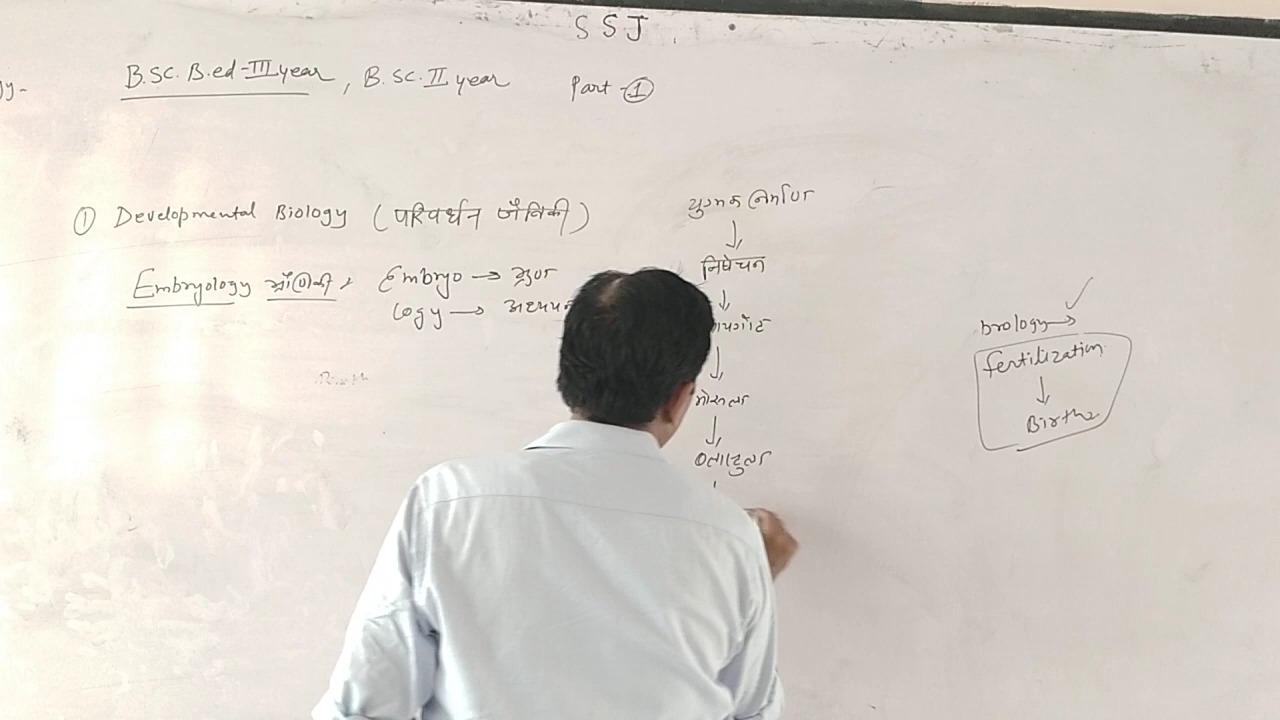 SSJ
gy-
B.SC. B.ed-III year, B.SC. II year Part-①
① Developmental Biology (परिवर्धन जैविकी)
Embryology Embryo → भ्रूण
Logy → अध्ययन
युग्मक निर्माण
↓
निषेचन
↓
↓
मोरुला
↓
ब्लास्टुला
biology →
fertilization
↓
Birth